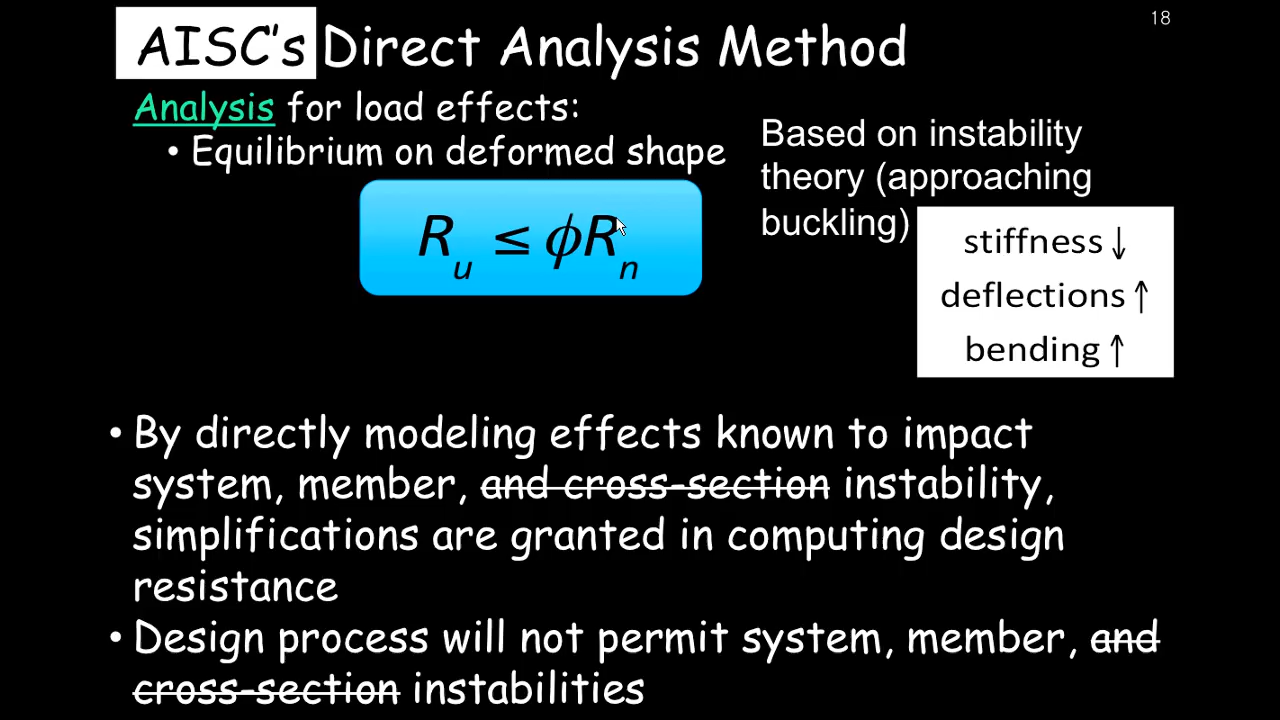 18
AISC's Direct Analysis Method
Analysis for load effects:
• Equilibrium on deformed shape
Based on instability
theory (approaching
buckling)
R_u ≤ ϕR_n
stiffness ↓
deflections ↑
bending ↑
• By directly modeling effects known to impact
system, member, and cross-section instability,
simplifications are granted in computing design
resistance
• Design process will not permit system, member, and
cross-section instabilities